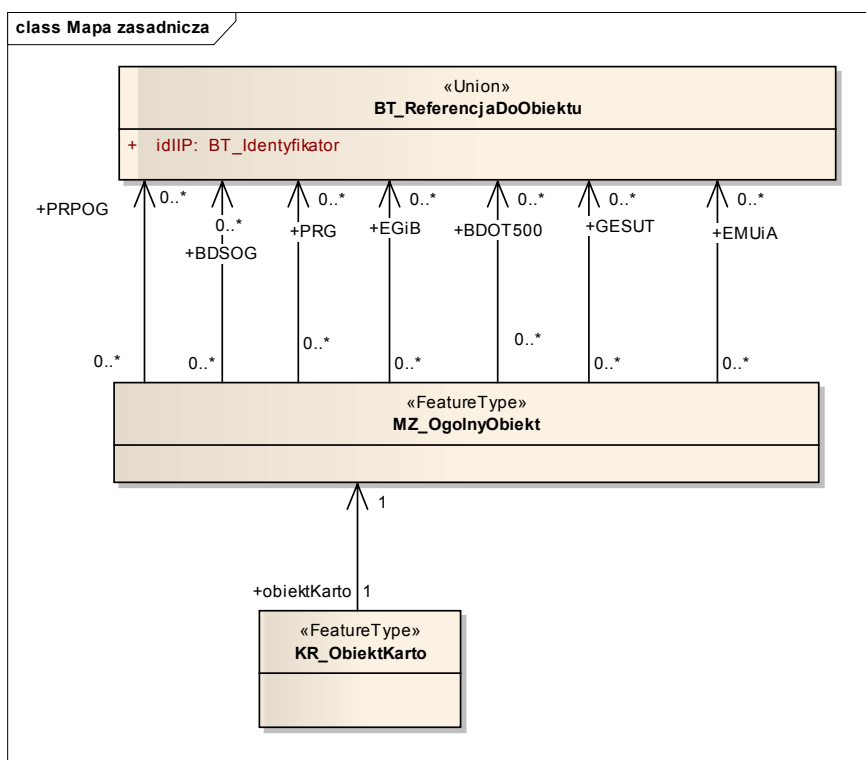 class Mapa zasadnicza
«Union»
BT_ReferencjaDoObiektu
+ idIIP: BT_Identyfikator
+PRPOG
0..*
0..*
+BDSOG
0..*
+PRG
0..*
+EGiB
0..*
+BDOT500
0..*
+GESUT
0..*
+EMUiA
0..*
0..*
0..*
0..*
0..*
0..*
0..*
«FeatureType»
MZ_OgolnyObiekt
1
+obiektKarto 1
«FeatureType»
KR_ObiektKarto